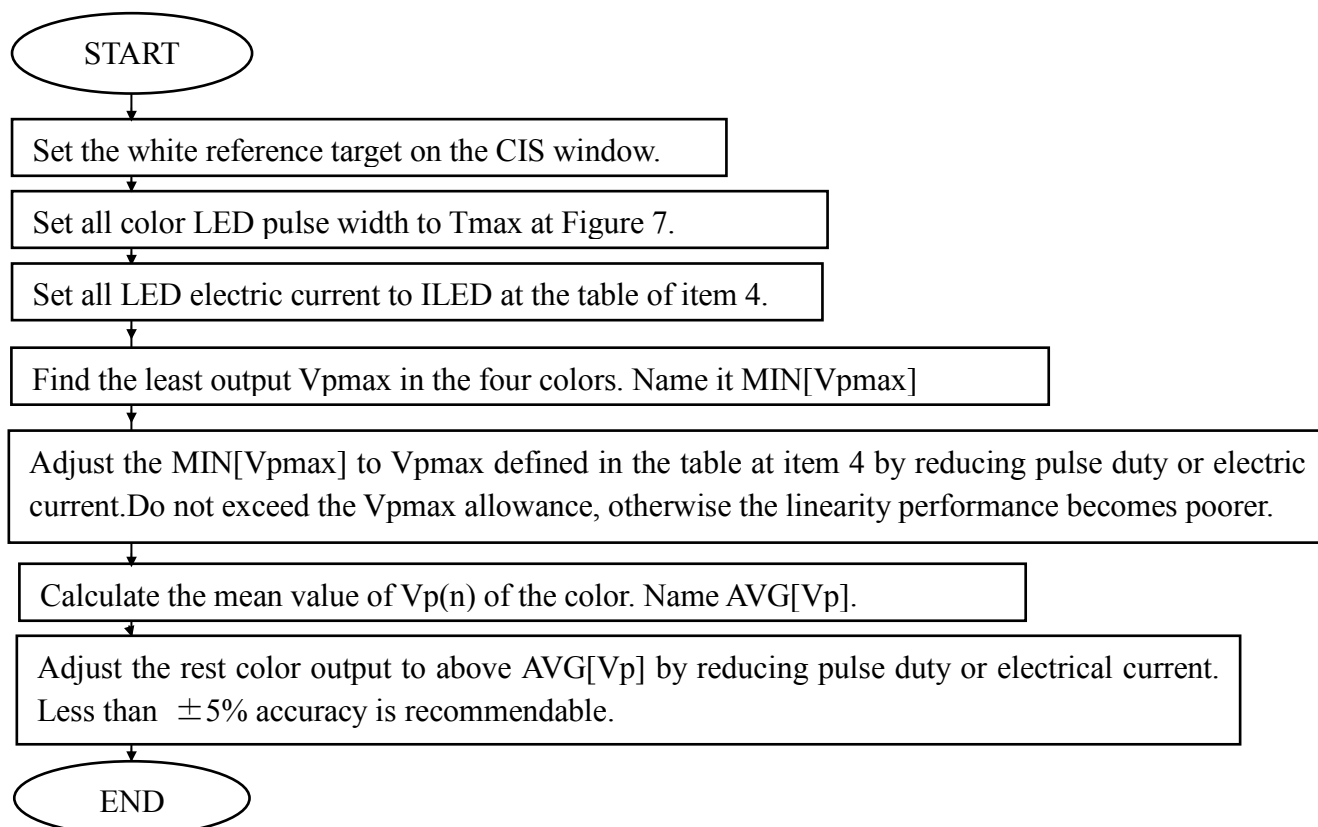 START
Set the white reference target on the CIS window.
Set all color LED pulse width to Tmax at Figure 7.
Set all LED electric current to ILED at the table of item 4.
Find the least output Vpmax in the four colors. Name it MIN[Vpmax]
Adjust the MIN[Vpmax] to Vpmax defined in the table at item 4 by reducing pulse duty or electric
current.Do not exceed the Vpmax allowance, otherwise the linearity performance becomes poorer.
Calculate the mean value of Vp(n) of the color. Name AVG[Vp].
Adjust the rest color output to above AVG[Vp] by reducing pulse duty or electrical current.
Less than ±5% accuracy is recommendable.
END